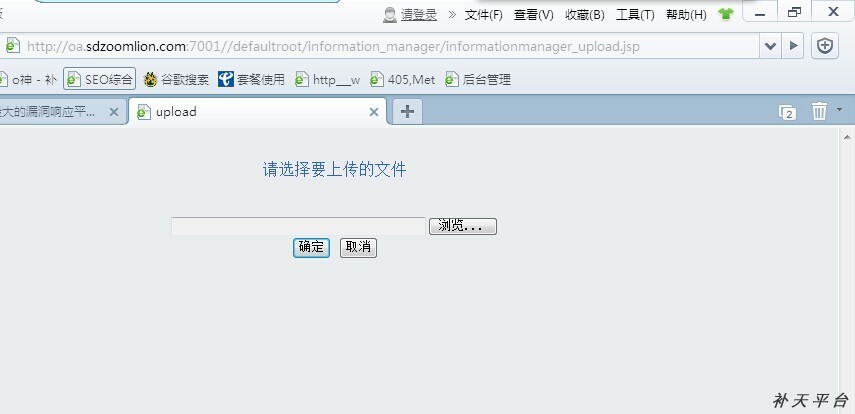 请登录 » 文件(F) 查看(V) 收藏(B) 工具(T) 帮助(H)
http://oa.sdzoomlion.com:7001//defaultroot/information_manager/informationmanager_upload.jsp
o神 - 补 SEO综合 谷歌搜索 套餐使用 http___w 405,Met 后台管理
大的漏洞响应平... upload 2
请选择要上传的文件
浏览...
确定 取消
补天平台